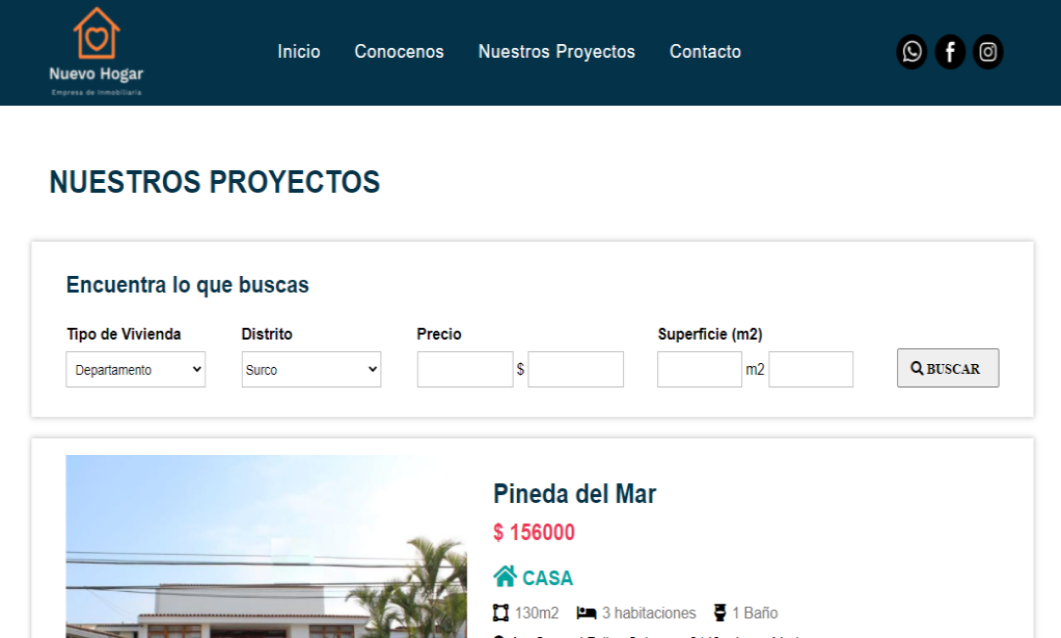 Nuevo Hogar
Empresa de Inmobiliaria
Inicio Conocenos Nuestros Proyectos Contacto
NUESTROS PROYECTOS
Encuentra lo que buscas
Tipo de Vivienda Distrito Precio Superficie (m2)
Departamento Surco $ m2 BUSCAR
Pineda del Mar
$ 156000
CASA
130m2 3 habitaciones 1 Baño